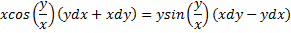 xcos(y/x)(ydx + xdy) = ysin(y/x)(xdy − ydx)